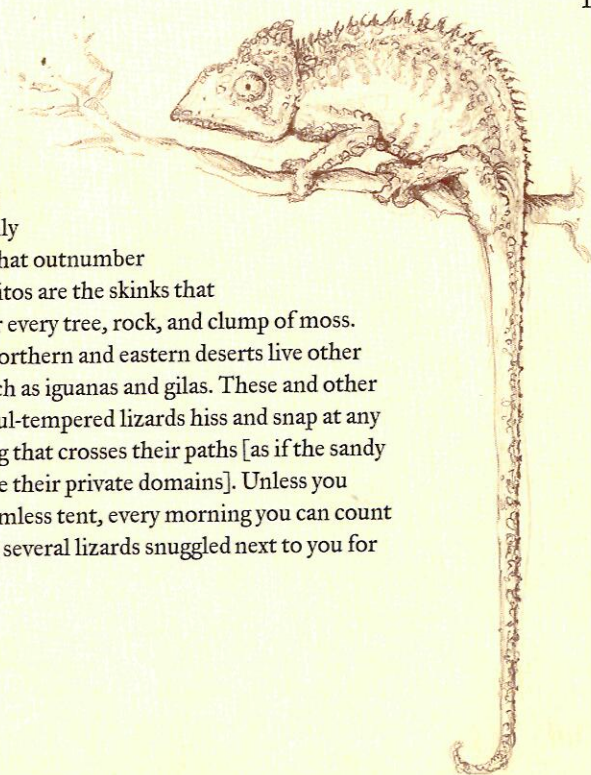 ly
hat outnumber
itos are the skinks that
r every tree, rock, and clump of moss.
orthern and eastern deserts live other
ch as iguanas and gilas. These and other
ul-tempered lizards hiss and snap at any
g that crosses their paths [as if the sandy
e their private domains]. Unless you
mless tent, every morning you can count
several lizards snuggled next to you for